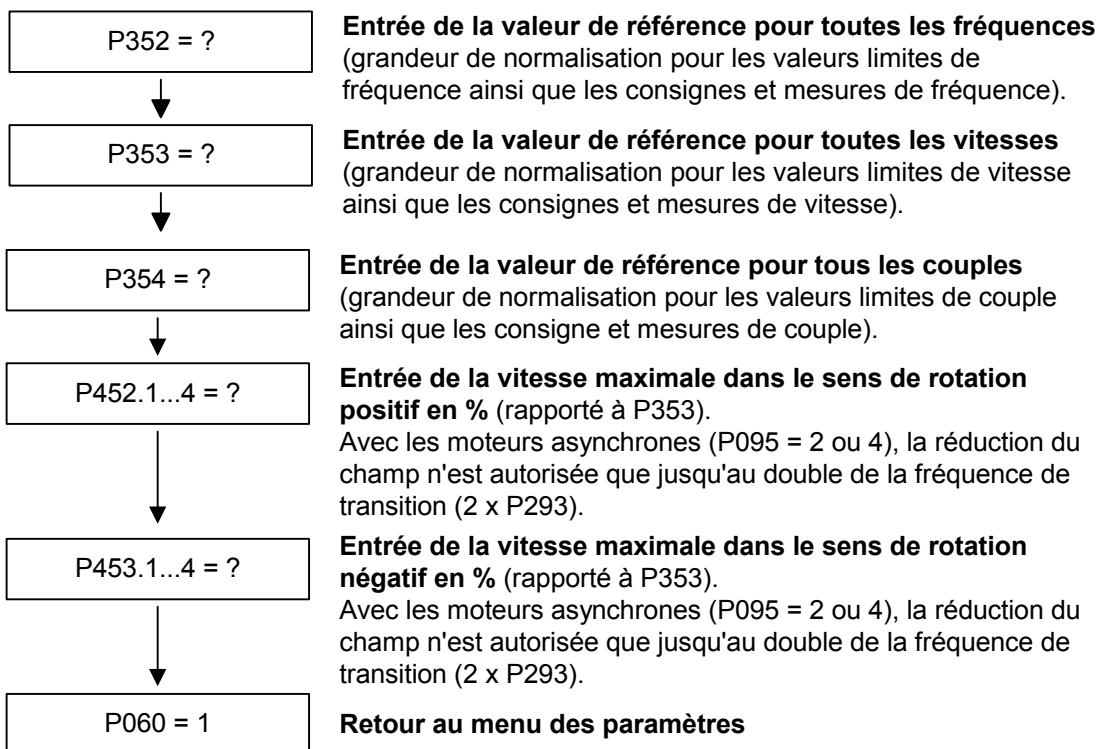 P352 = ?
Entrée de la valeur de référence pour toutes les fréquences
(grandeur de normalisation pour les valeurs limites de
fréquence ainsi que les consignes et mesures de fréquence).
P353 = ?
Entrée de la valeur de référence pour toutes les vitesses
(grandeur de normalisation pour les valeurs limites de vitesse
ainsi que les consignes et mesures de vitesse).
P354 = ?
Entrée de la valeur de référence pour tous les couples
(grandeur de normalisation pour les valeurs limites de couple
ainsi que les consigne et mesures de couple).
P452.1...4 = ?
Entrée de la vitesse maximale dans le sens de rotation
positif en % (rapporté à P353).
Avec les moteurs asynchrones (P095 = 2 ou 4), la réduction du
champ n'est autorisée que jusqu'au double de la fréquence de
transition (2 x P293).
P453.1...4 = ?
Entrée de la vitesse maximale dans le sens de rotation
négatif en % (rapporté à P353).
Avec les moteurs asynchrones (P095 = 2 ou 4), la réduction du
champ n'est autorisée que jusqu'au double de la fréquence de
transition (2 x P293).
P060 = 1
Retour au menu des paramètres